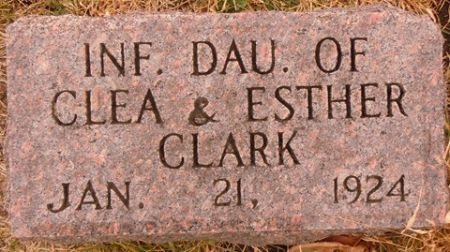 INF. DAU. OF
CLEA & ESTHER
CLARK
JAN. 21, 1924